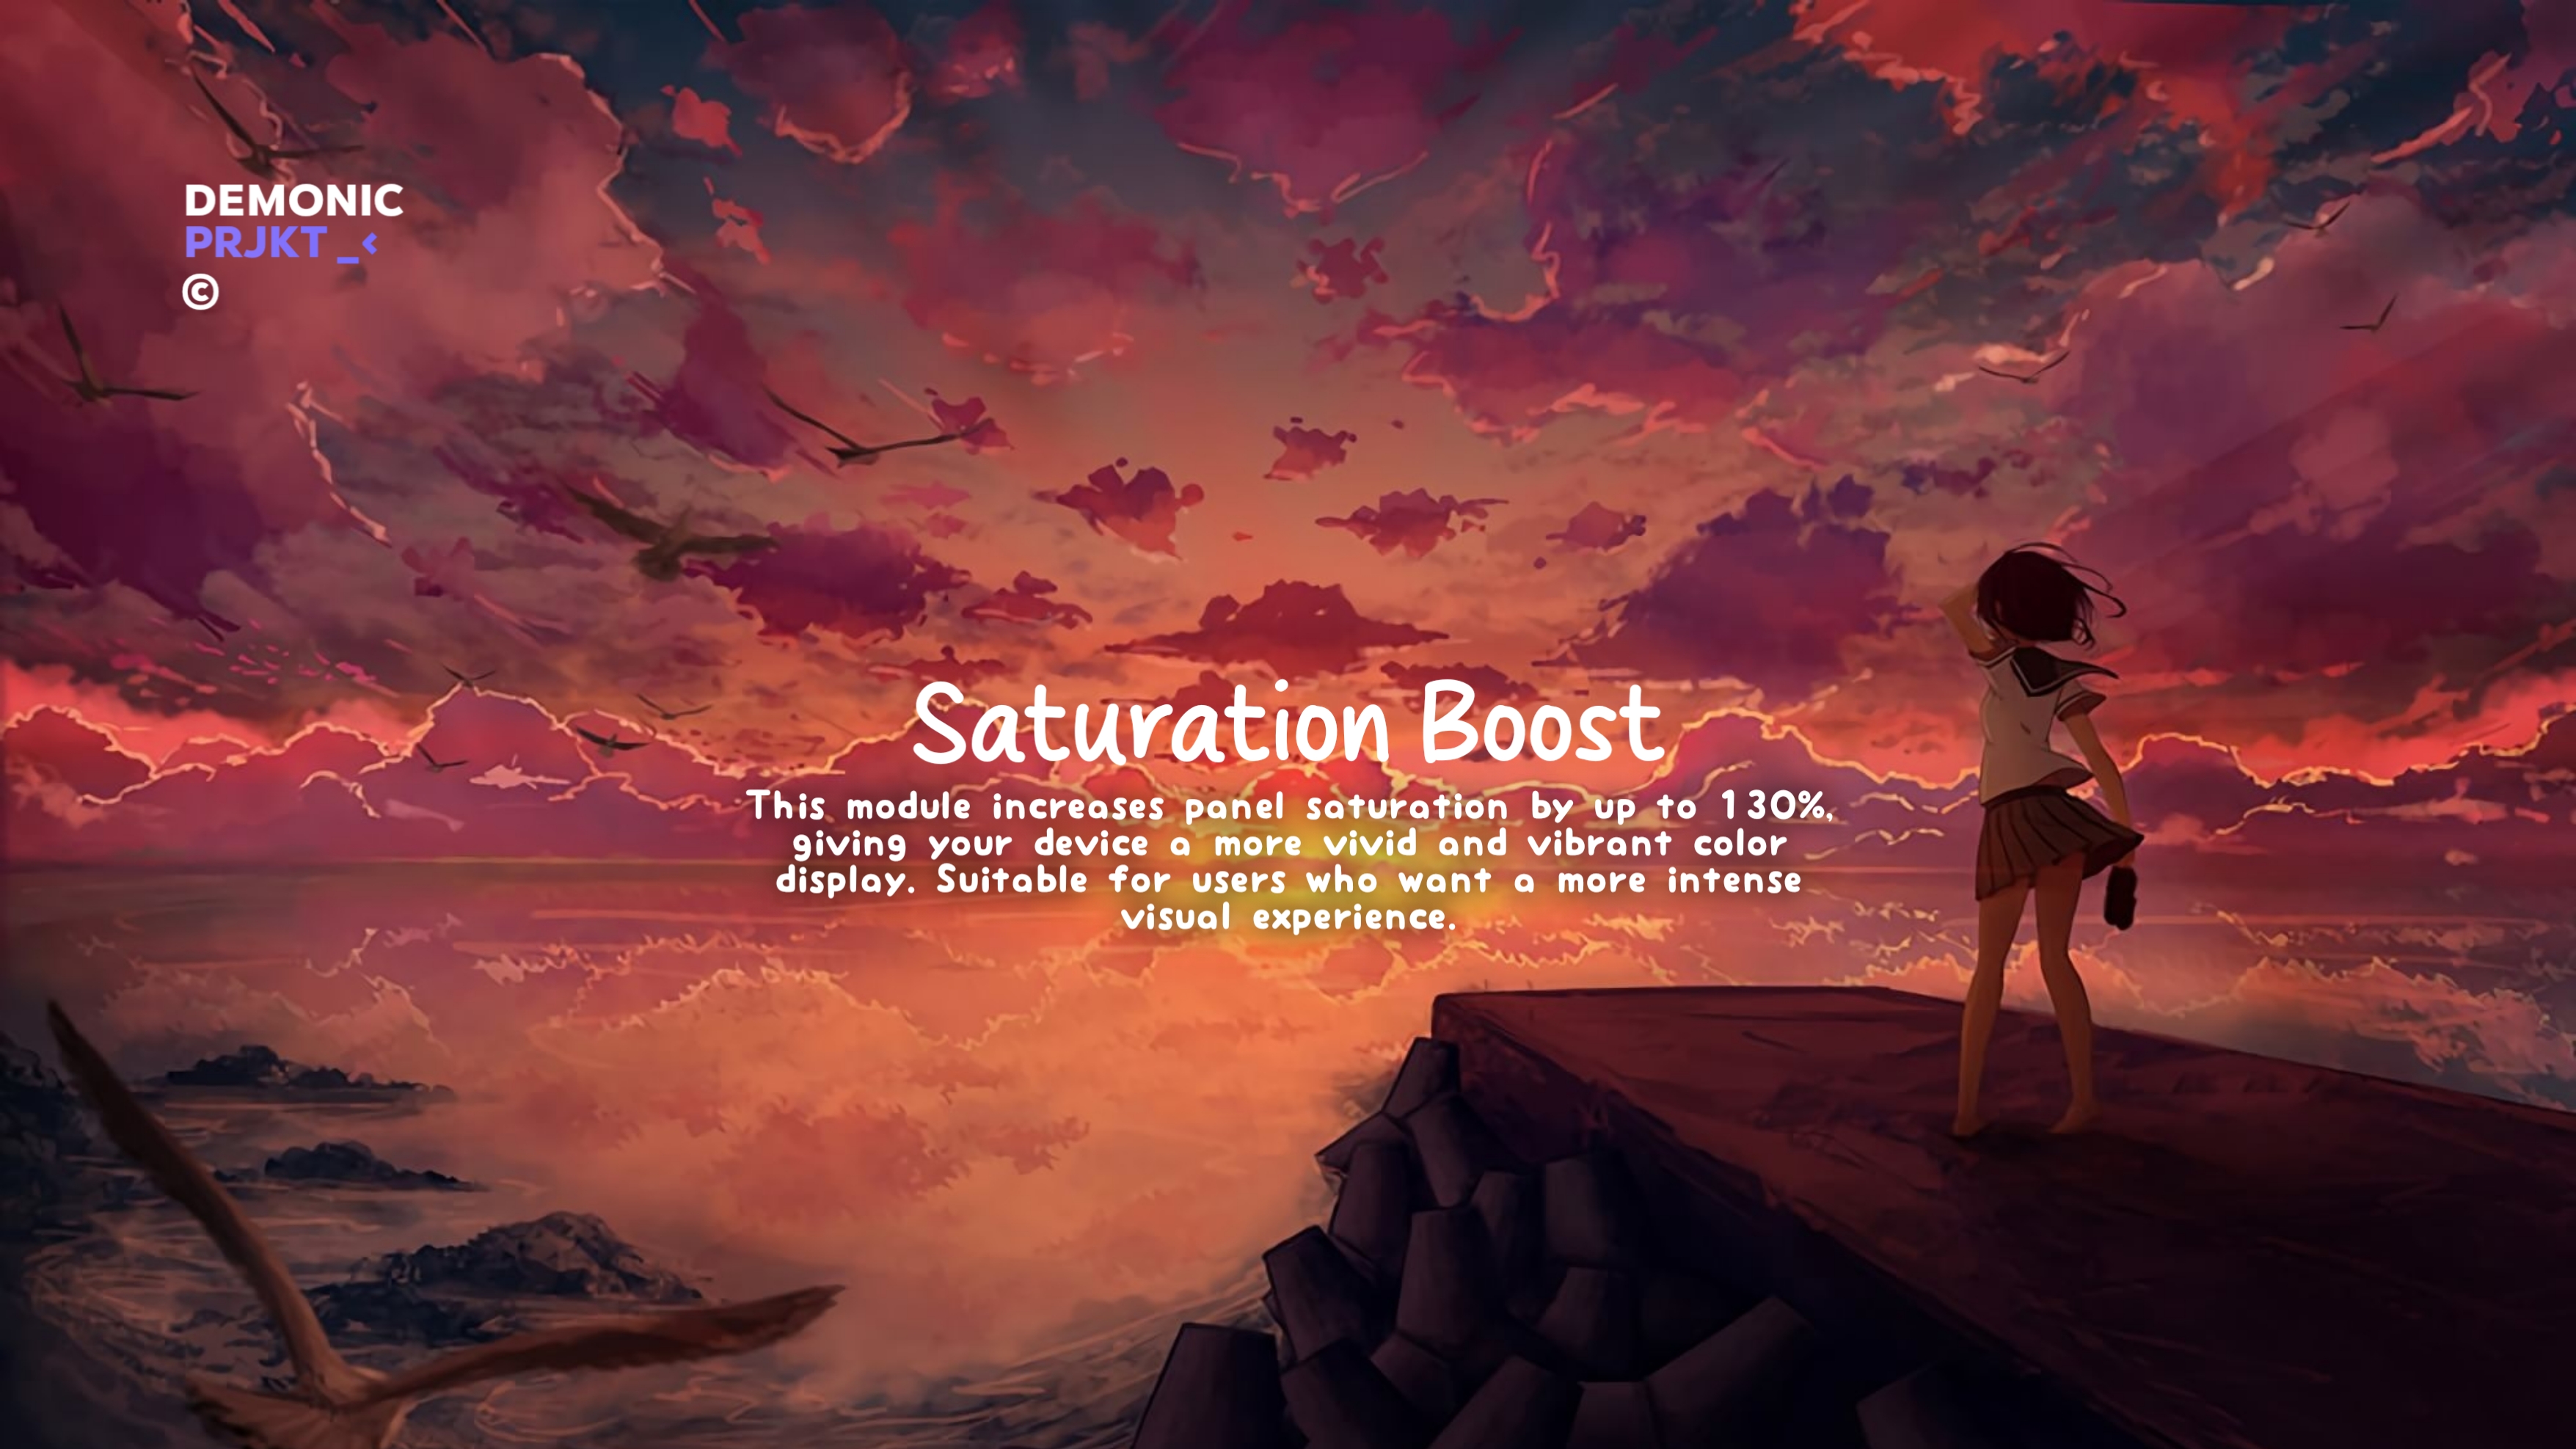 DEMONIC
PRJKT _‹
©
Saturation Boost
This module increases panel saturation by up to 130%,
giving your device a more vivid and vibrant color
display. Suitable for users who want a more intense
visual experience.